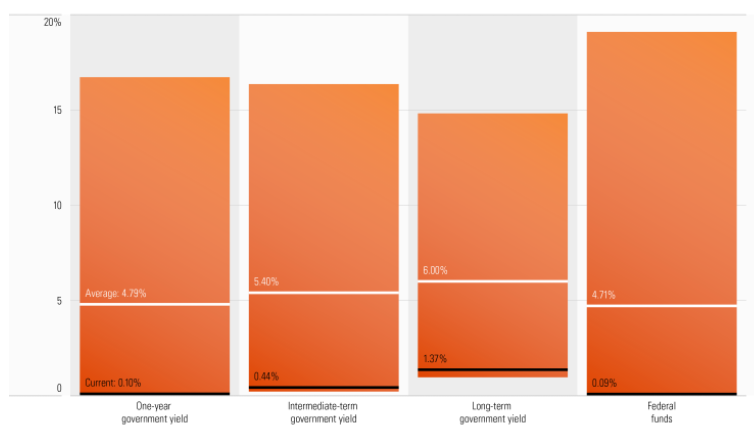 20%
15
10
5
0
Average: 4.79%
Current: 0.10%
5.40%
0.44%
6.00%
1.37%
4.71%
0.09%
One-year
government yield
Intermediate-term
government yield
Long-term
government yield
Federal
funds